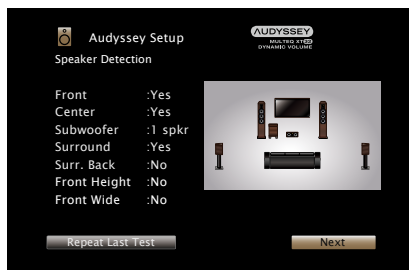 Audyssey Setup
AUDYSSEY
MULTEQ XT32
DYNAMIC VOLUME
Speaker Detection
Front :Yes
Center :Yes
Subwoofer :1 spkr
Surround :Yes
Surr. Back :No
Front Height :No
Front Wide :No
Repeat Last Test
Next